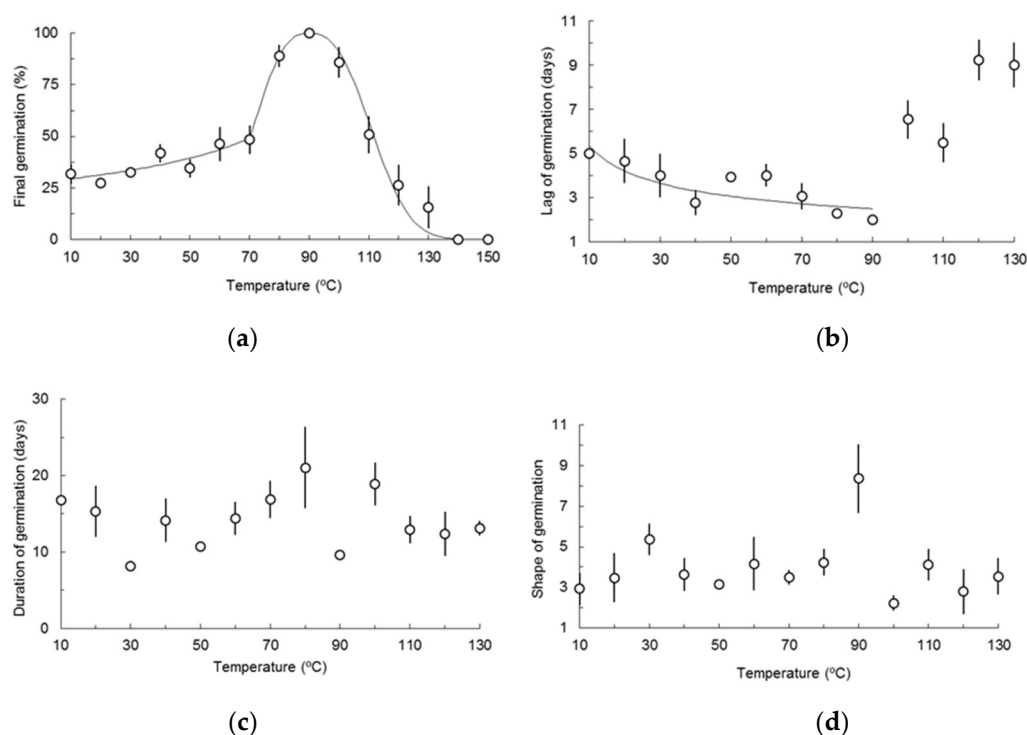 Final germination (%)
100
75
50
25
0
10 30 50 70 90 110 130 150
Temperature (ºC)
(a)
Lag of germination (days)
11
9
7
5
3
1
10 30 50 70 90 110 130
Temperature (ºC)
(b)
Duration of germination (days)
30
20
10
0
10 30 50 70 90 110 130
Temperature (ºC)
(c)
Shape of germination
11
9
7
5
3
1
10 30 50 70 90 110 130
Temperature (ºC)
(d)